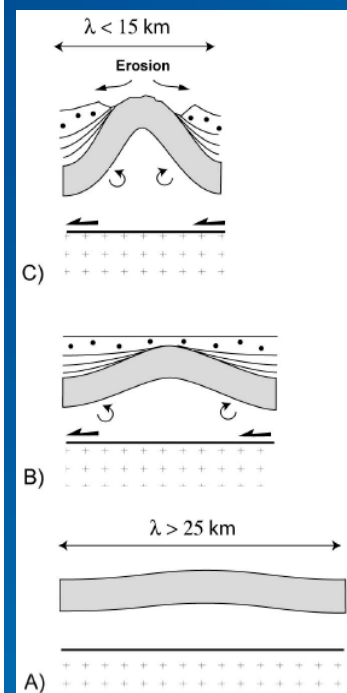 λ < 15 km
Erosion
C)
B)
λ > 25 km
A)